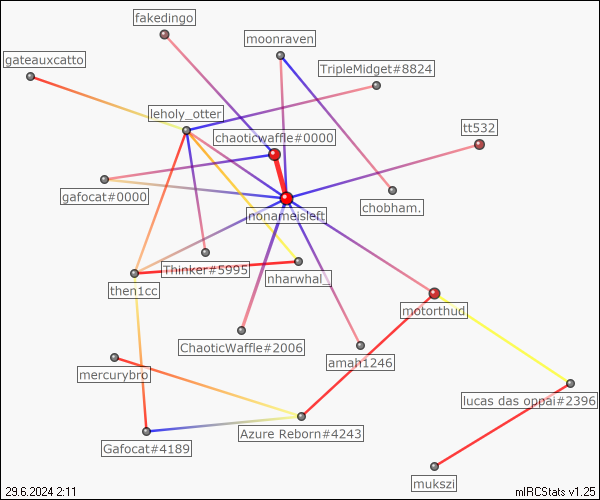 fakedingo
moonraven
gateauxcatto
TripleMidget#8824
leholy_otter
tt532
chaoticwaffle#0000
gafocat#0000
chobham.
nonameisleft
Thinker#5995
nharwhal_
then1cc
motorthud
ChaoticWaffle#2006
amah1246
mercurybro
lucas das oppai#2396
Azure Reborn#4243
Gafocat#4189
mukszi
29.6.2024 2:11
mIRCStats v1.25